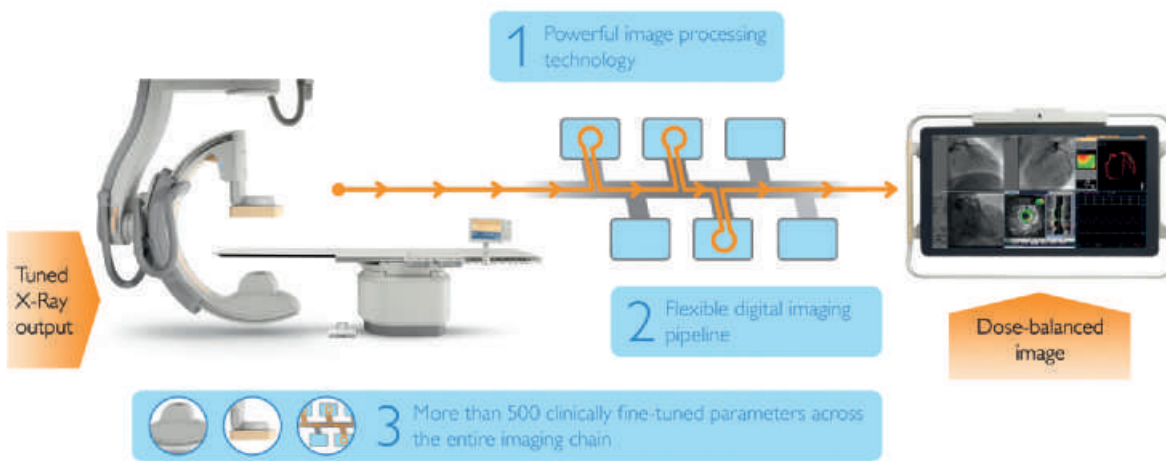 1 Powerful image processing
technology
Tuned
X-Ray
output
2 Flexible digital imaging
pipeline
Dose-balanced
image
3 More than 500 clinically fine-tuned parameters across
the entire imaging chain